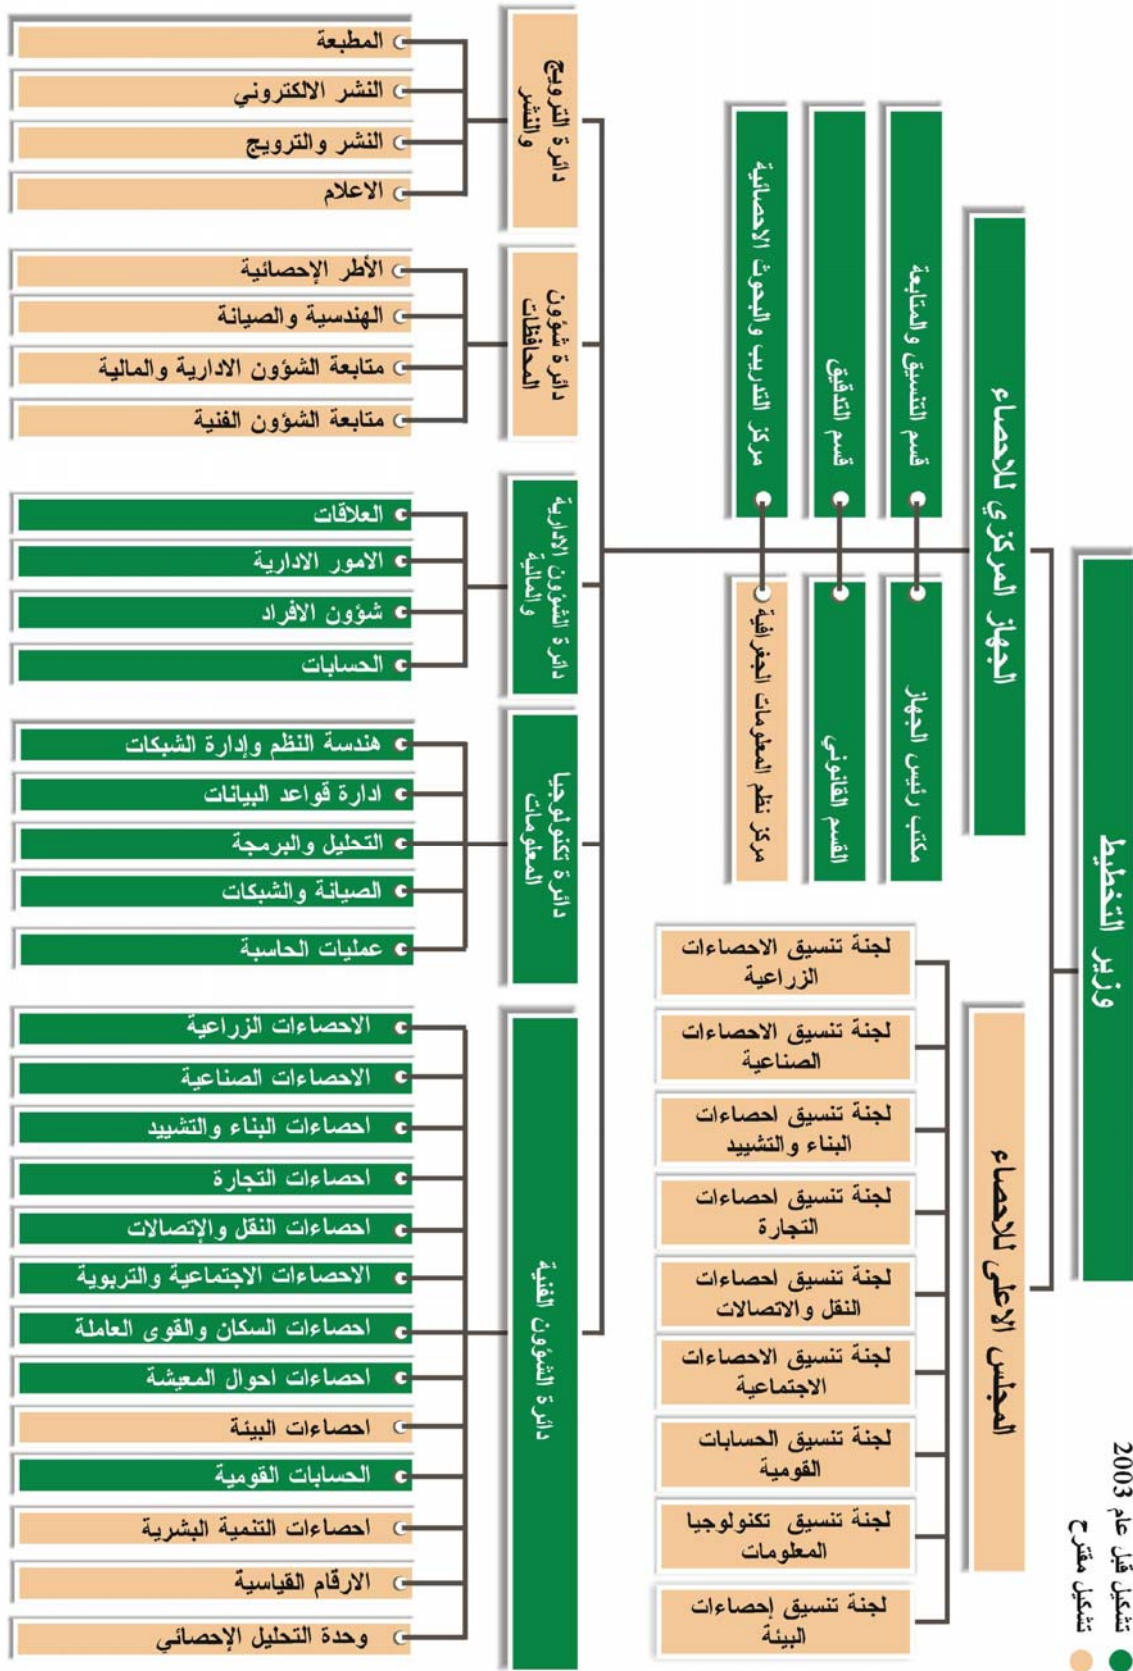 تشكيل قبل عام 2003
تشكيل مقترح
وزير التخطيط
الجهاز المركزي للاحصاء
المجلس الاعلى للاحصاء
قسم التنسيق والمتابعة
مكتب رئيس الجهاز
قسم التدقيق
القسم القانوني
مركز التدريب والبحوث الاحصائية
مركز نظم المعلومات الجغرافية
لجنة تنسيق الاحصاءات
الزراعية
لجنة تنسيق الاحصاءات
الصناعية
لجنة تنسيق احصاءات
البناء والتشييد
لجنة تنسيق احصاءات
التجارة
لجنة تنسيق احصاءات
النقل والاتصالات
لجنة تنسيق الاحصاءات
الاجتماعية
لجنة تنسيق الحسابات
القومية
لجنة تنسيق تكنولوجيا
المعلومات
لجنة تنسيق إحصاءات
البيئة
دائرة الترويج
والنشر
المطبعة
النشر الالكتروني
النشر والترويج
الاعلام
دائرة شؤون
المحافظات
الأطر الإحصائية
الهندسية والصيانة
متابعة الشؤون الادارية والمالية
متابعة الشؤون الفنية
دائرة الشؤون الادارية
والمالية
العلاقات
الامور الادارية
شؤون الافراد
الحسابات
دائرة تكنولوجيا
المعلومات
هندسة النظم وإدارة الشبكات
ادارة قواعد البيانات
التحليل والبرمجة
الصيانة والشبكات
عمليات الحاسبة
دائرة الشؤون الفنية
الاحصاءات الزراعية
الاحصاءات الصناعية
احصاءات البناء والتشييد
احصاءات التجارة
احصاءات النقل والإتصالات
الاحصاءات الاجتماعية والتربوية
احصاءات السكان والقوى العاملة
احصاءات احوال المعيشة
احصاءات البيئة
الحسابات القومية
احصاءات التنمية البشرية
الارقام القياسية
وحدة التحليل الإحصائي